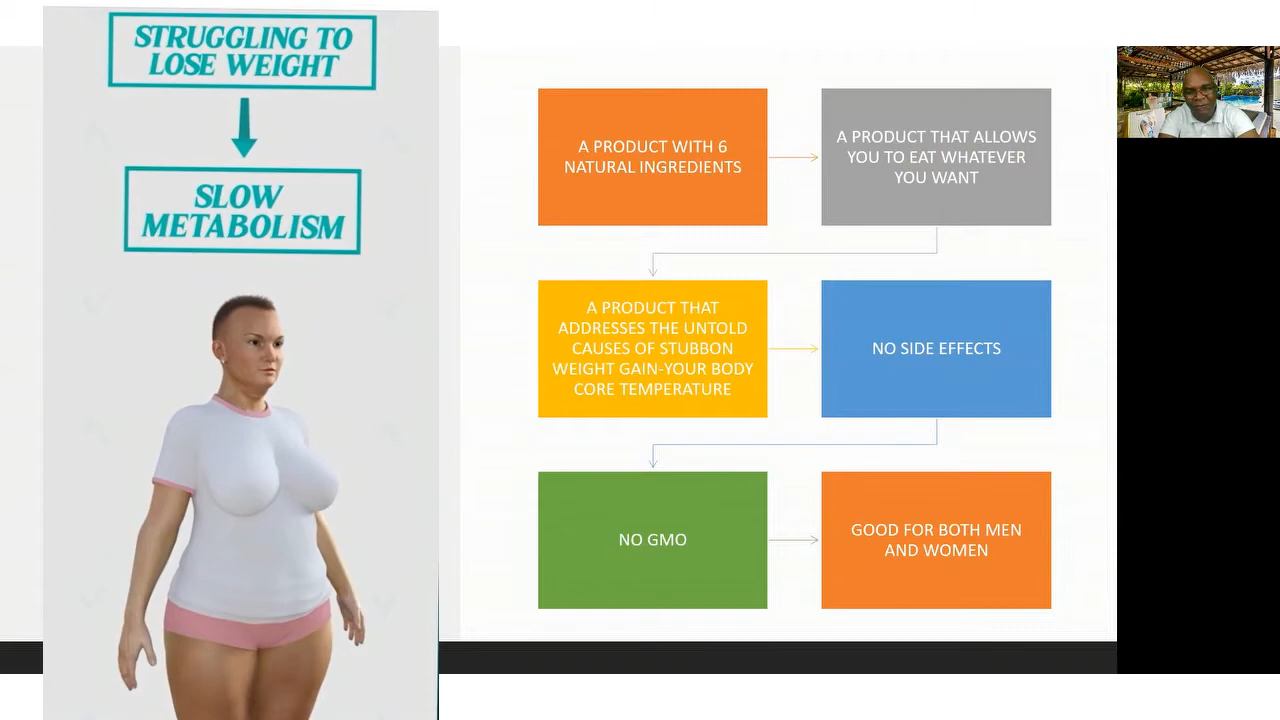 STRUGGLING TO
LOSE WEIGHT
SLOW
METABOLISM
A PRODUCT WITH 6
NATURAL INGREDIENTS
A PRODUCT THAT ALLOWS
YOU TO EAT WHATEVER
YOU WANT
A PRODUCT THAT
ADDRESSES THE UNTOLD
CAUSES OF STUBBON
WEIGHT GAIN-YOUR BODY
CORE TEMPERATURE
NO SIDE EFFECTS
NO GMO
GOOD FOR BOTH MEN
AND WOMEN